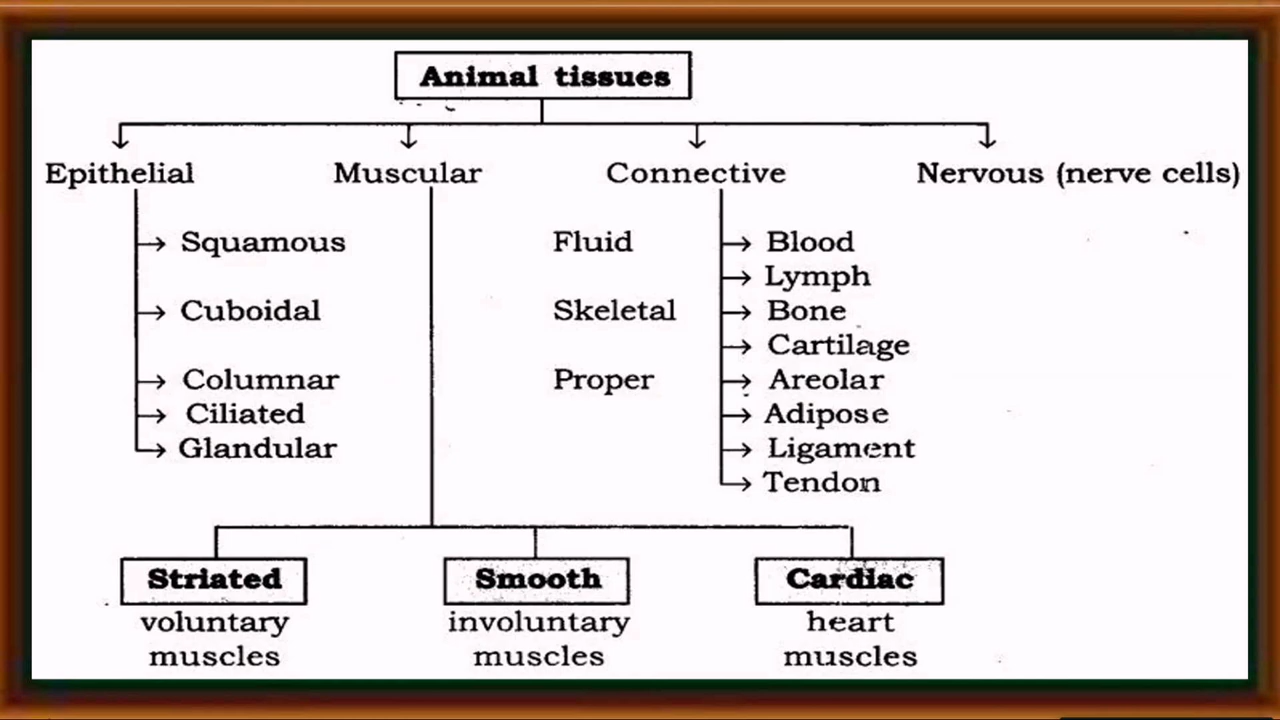 Animal tissues
Epithelial Muscular Connective Nervous (nerve cells)
Squamous Fluid Blood
Lymph
Cuboidal Skeletal Bone
Cartilage
Columnar Proper Areolar
Ciliated Adipose
Glandular Ligament
Tendon
Striated Smooth Cardiac
voluntary involuntary heart
muscles muscles muscles